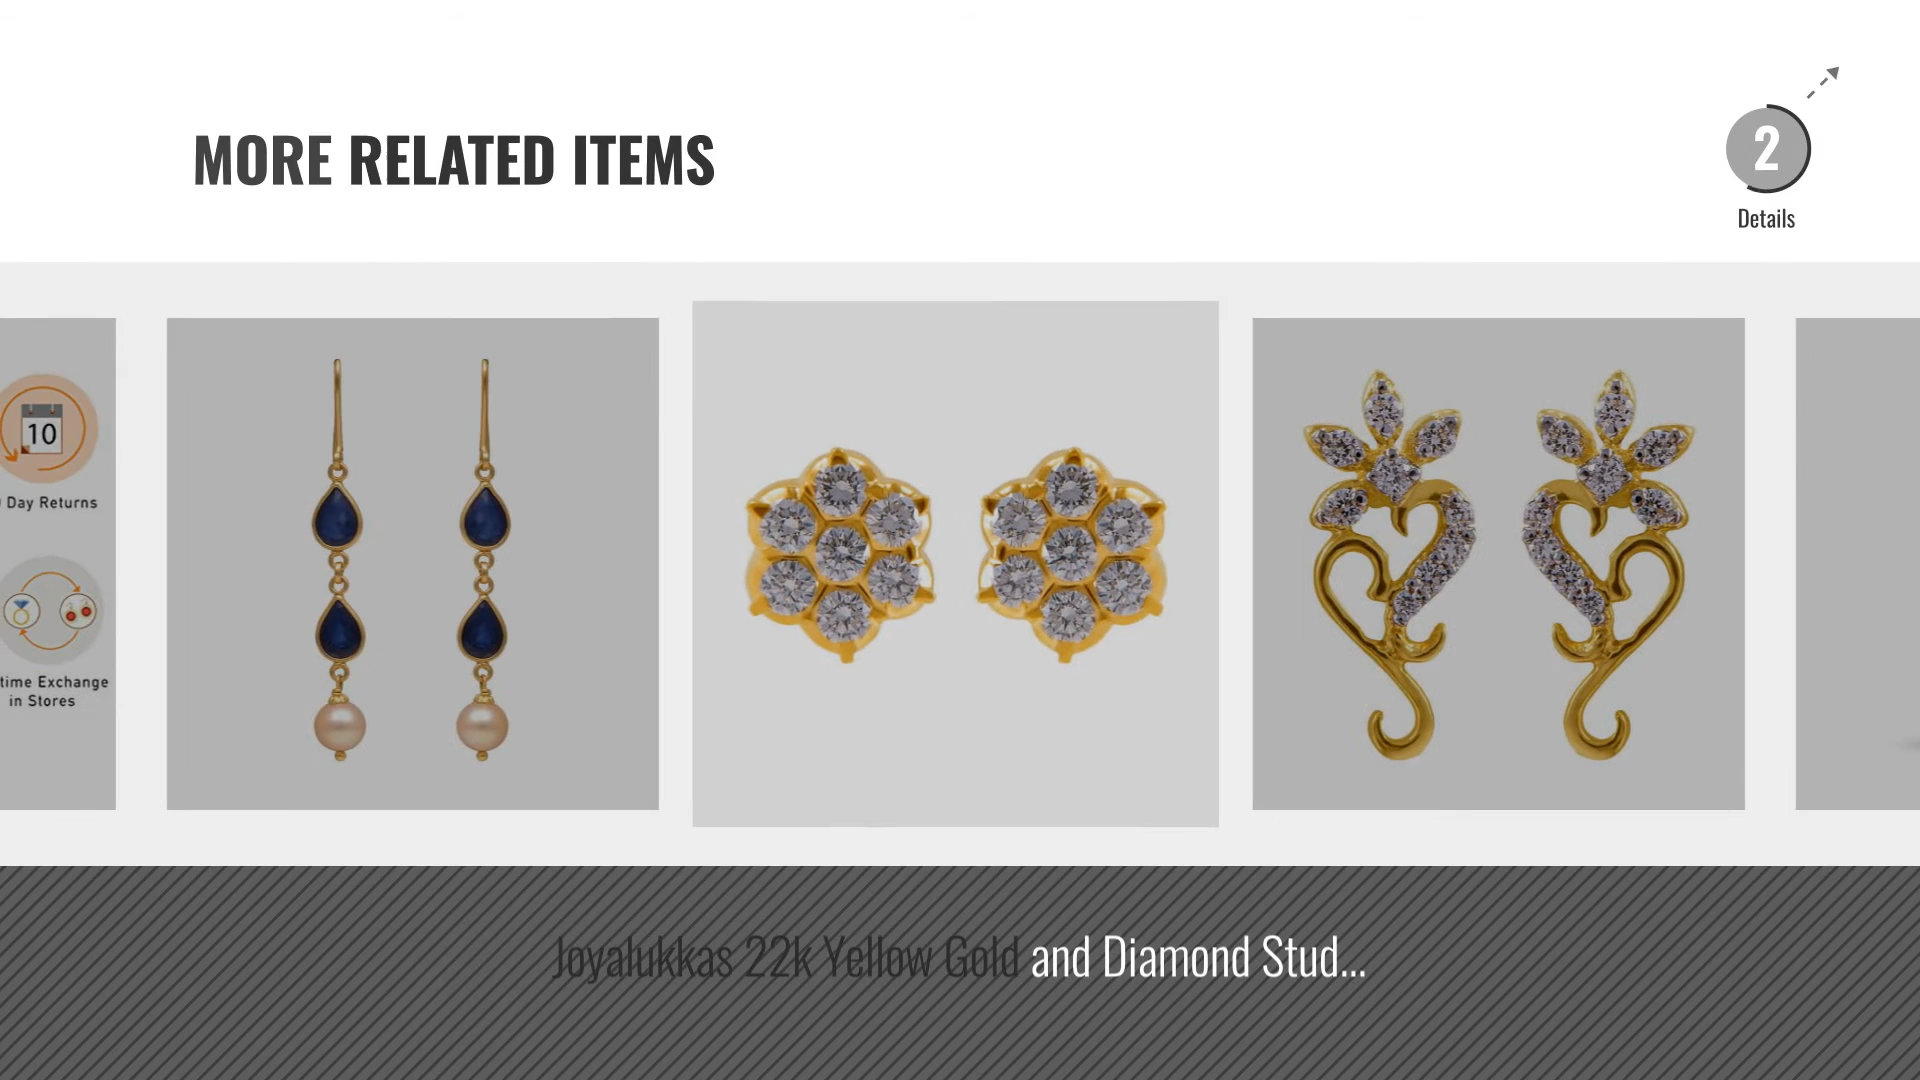 MORE RELATED ITEMS
2
Details
10
Day Returns
time Exchange
in Stores
Joyalukkas 22k Yellow Gold and Diamond Stud...